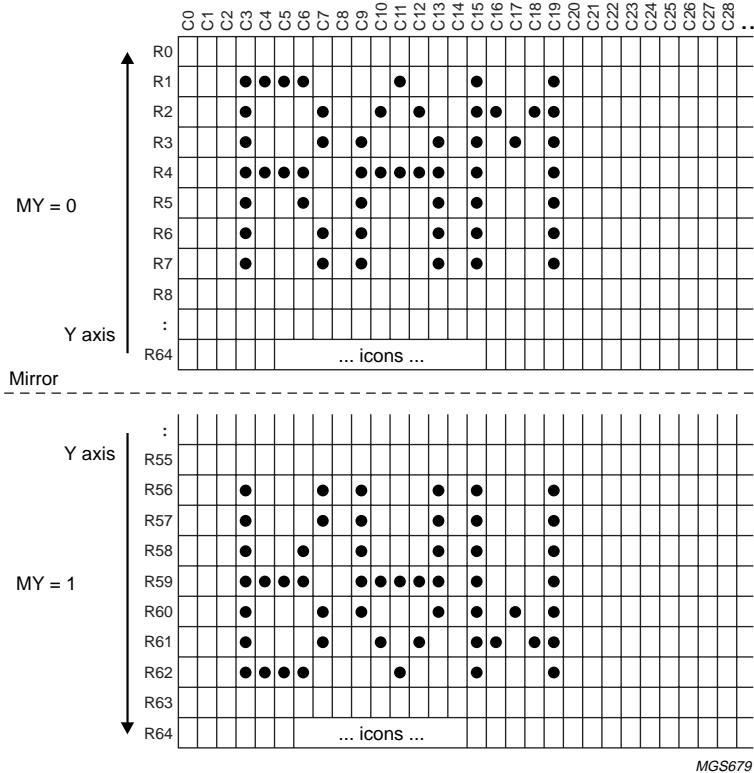 C0 C1 C2 C3 C4 C5 C6 C7 C8 C9 C10 C11 C12 C13 C14 C15 C16 C17 C18 C19 C20 C21 C22 C23 C24 C25 C26 C27 C28 ..
R0
R1
R2
R3
R4
R5
MY = 0
R6
R7
R8
:
Y axis
R64 ... icons ...
Mirror
:
Y axis
R55
R56
R57
R58
R59
MY = 1
R60
R61
R62
R63
R64 ... icons ...
MGS679